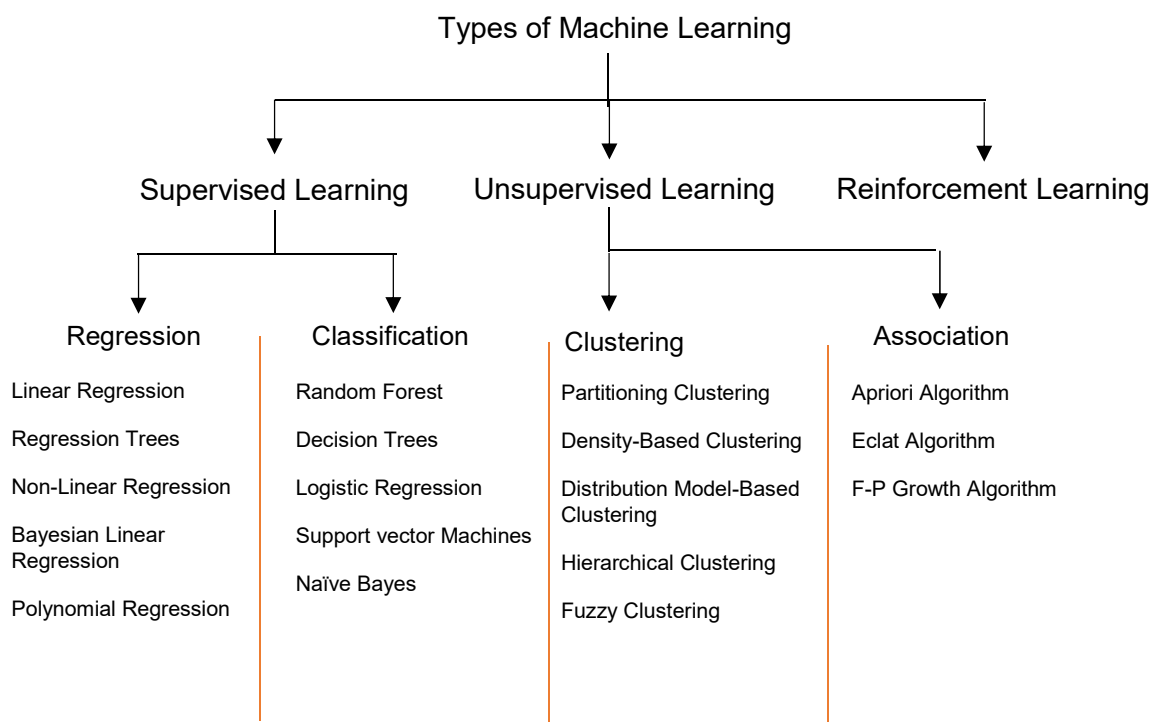 Types of Machine Learning
Supervised Learning
Unsupervised Learning
Reinforcement Learning
Regression
Linear Regression
Regression Trees
Non-Linear Regression
Bayesian Linear
Regression
Polynomial Regression
Classification
Random Forest
Decision Trees
Logistic Regression
Support vector Machines
Naïve Bayes
Clustering
Partitioning Clustering
Density-Based Clustering
Distribution Model-Based
Clustering
Hierarchical Clustering
Fuzzy Clustering
Association
Apriori Algorithm
Eclat Algorithm
F-P Growth Algorithm